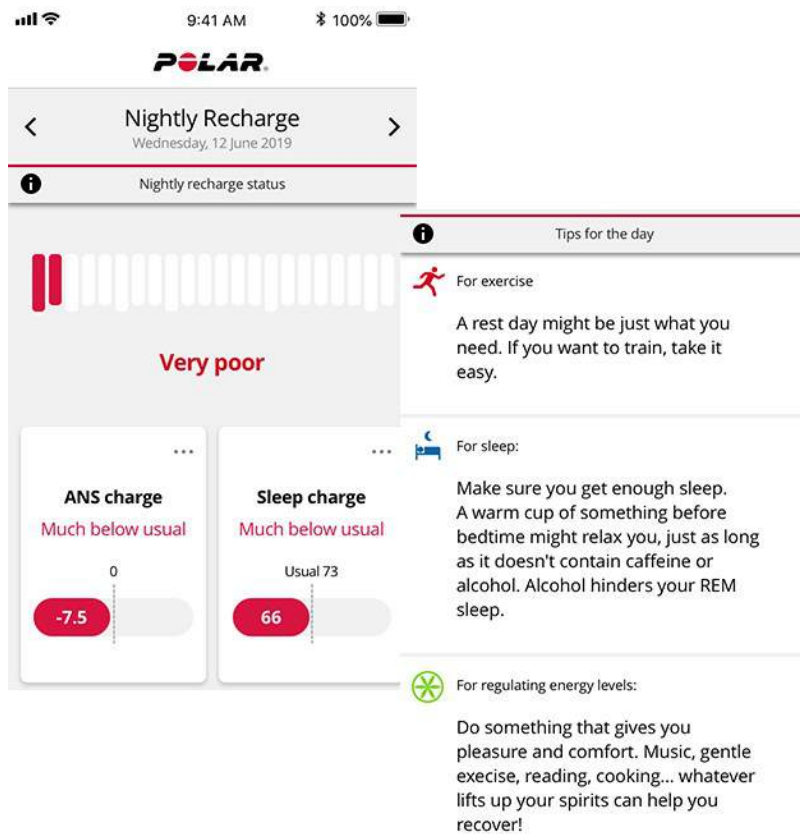 9:41 AM
100%
POLAR
Nightly Recharge
Wednesday, 12 June 2019
Nightly recharge status
Very poor
ANS charge
Much below usual
0
-7.5
Sleep charge
Much below usual
Usual 73
66
Tips for the day
For exercise
A rest day might be just what you
need. If you want to train, take it
easy.
For sleep:
Make sure you get enough sleep.
A warm cup of something before
bedtime might relax you, just as long
as it doesn't contain caffeine or
alcohol. Alcohol hinders your REM
sleep.
For regulating energy levels:
Do something that gives you
pleasure and comfort. Music, gentle
execise, reading, cooking... whatever
lifts up your spirits can help you
recover!